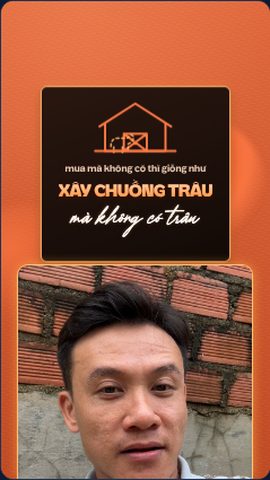 mua mà không có thì giống như
XÂY CHUỒNG TRÂU
mà không có trâu